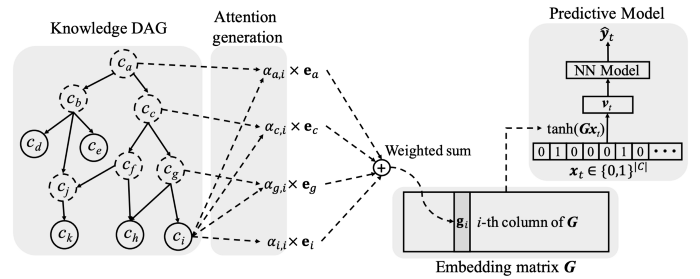 Knowledge DAG
Attention
generation
Predictive Model
ŷ_t
NN Model
v_t
tanh(Gx_t)
0 1 0 0 0 1 0 •••
x_t ∈ {0,1}^|C|
c_a
c_b
c_c
c_d
c_e
c_f
c_g
c_j
c_k
c_h
c_i
α_a,i × e_a
α_c,i × e_c
α_g,i × e_g
α_i,i × e_i
Weighted sum
+
g_i i-th column of G
Embedding matrix G